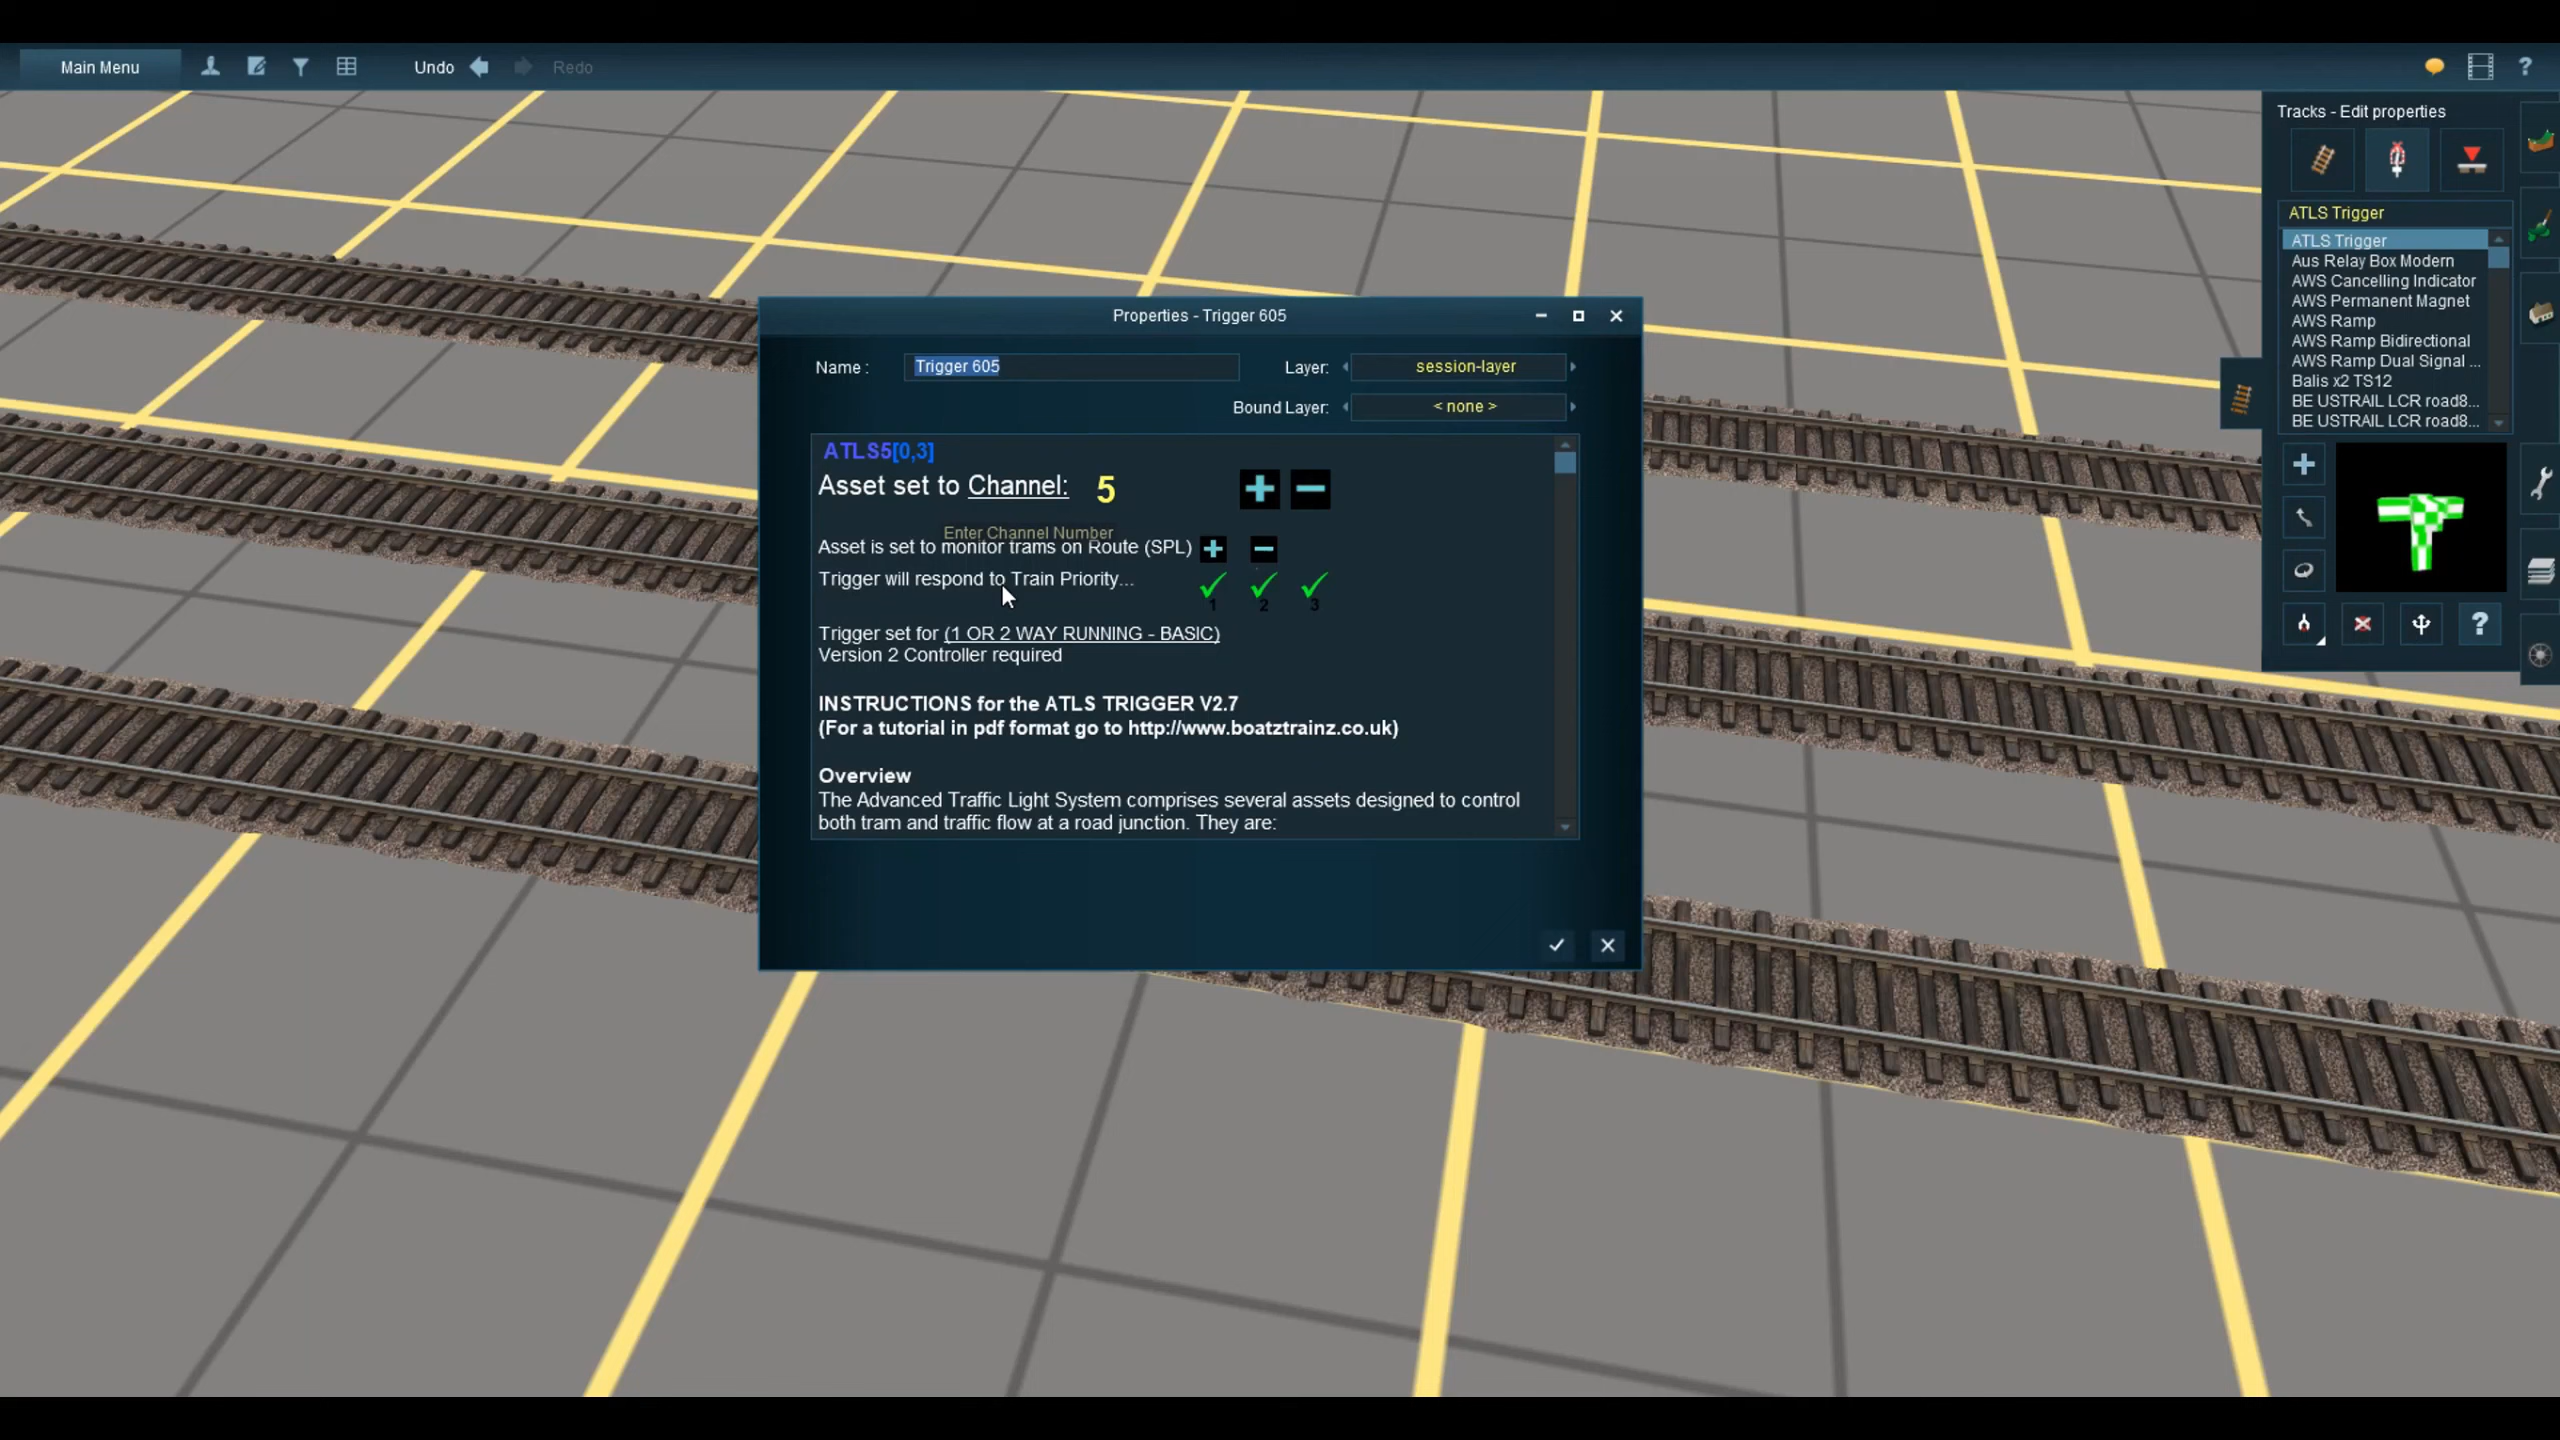 Main Menu
Undo
Redo
Tracks - Edit properties
ATLS Trigger
ATLS Trigger
Aus Relay Box Modern
AWS Cancelling Indicator
AWS Permanent Magnet
AWS Ramp
AWS Ramp Bidirectional
AWS Ramp Dual Signal ...
Balis x2 TS12
BE USTRAIL LCR road8...
BE USTRAIL LCR road8...
?
?
Properties - Trigger 605
Name :
Trigger 605
Layer:
session-layer
Bound Layer:
< none >
ATLS5[0,3]
Asset set to Channel: 5
Enter Channel Number
Asset is set to monitor trams on Route (SPL)
Trigger will respond to Train Priority...
1 2 3
Trigger set for (1 OR 2 WAY RUNNING - BASIC)
Version 2 Controller required
INSTRUCTIONS for the ATLS TRIGGER V2.7
(For a tutorial in pdf format go to http://www.boatztrainz.co.uk)
Overview
The Advanced Traffic Light System comprises several assets designed to control
both tram and traffic flow at a road junction. They are: